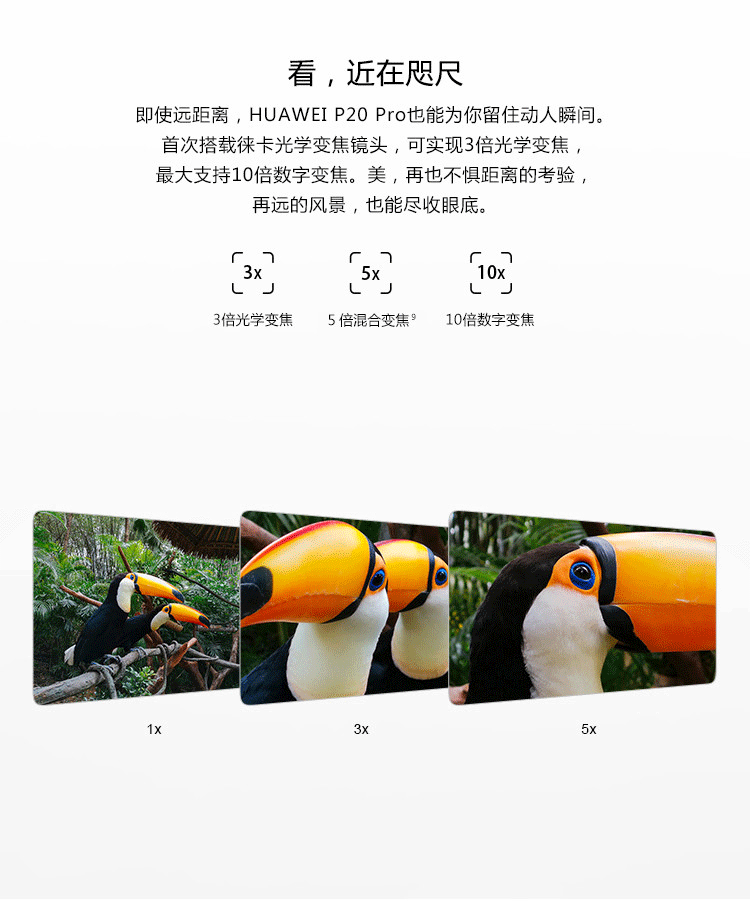 看，近在咫尺
即使远距离，HUAWEI P20 Pro也能为你留住动人瞬间。
首次搭载徕卡光学变焦镜头，可实现3倍光学变焦，
最大支持10倍数字变焦。美，再也不惧距离的考验，
再远的风景，也能尽收眼底。
3x 5x 10x
3倍光学变焦 5倍混合变焦⁹ 10倍数字变焦
1x 3x 5x